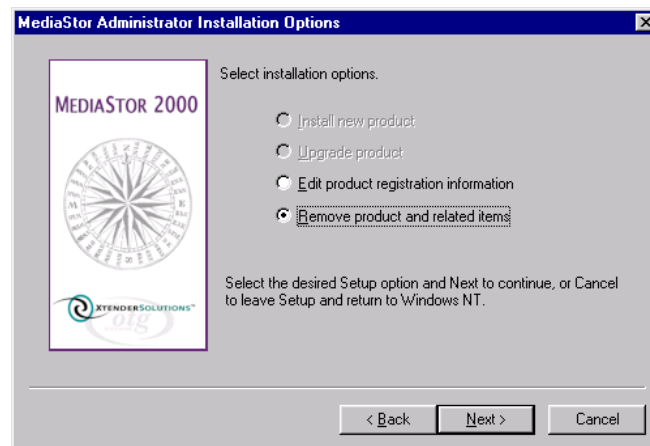 MediaStor Administrator Installation Options
MEDIASTOR 2000
XTENDERSOLUTIONS™
otg
Select installation options.
Install new product
Upgrade product
Edit product registration information
Remove product and related items
Select the desired Setup option and Next to continue, or Cancel
to leave Setup and return to Windows NT.
< Back
Next >
Cancel